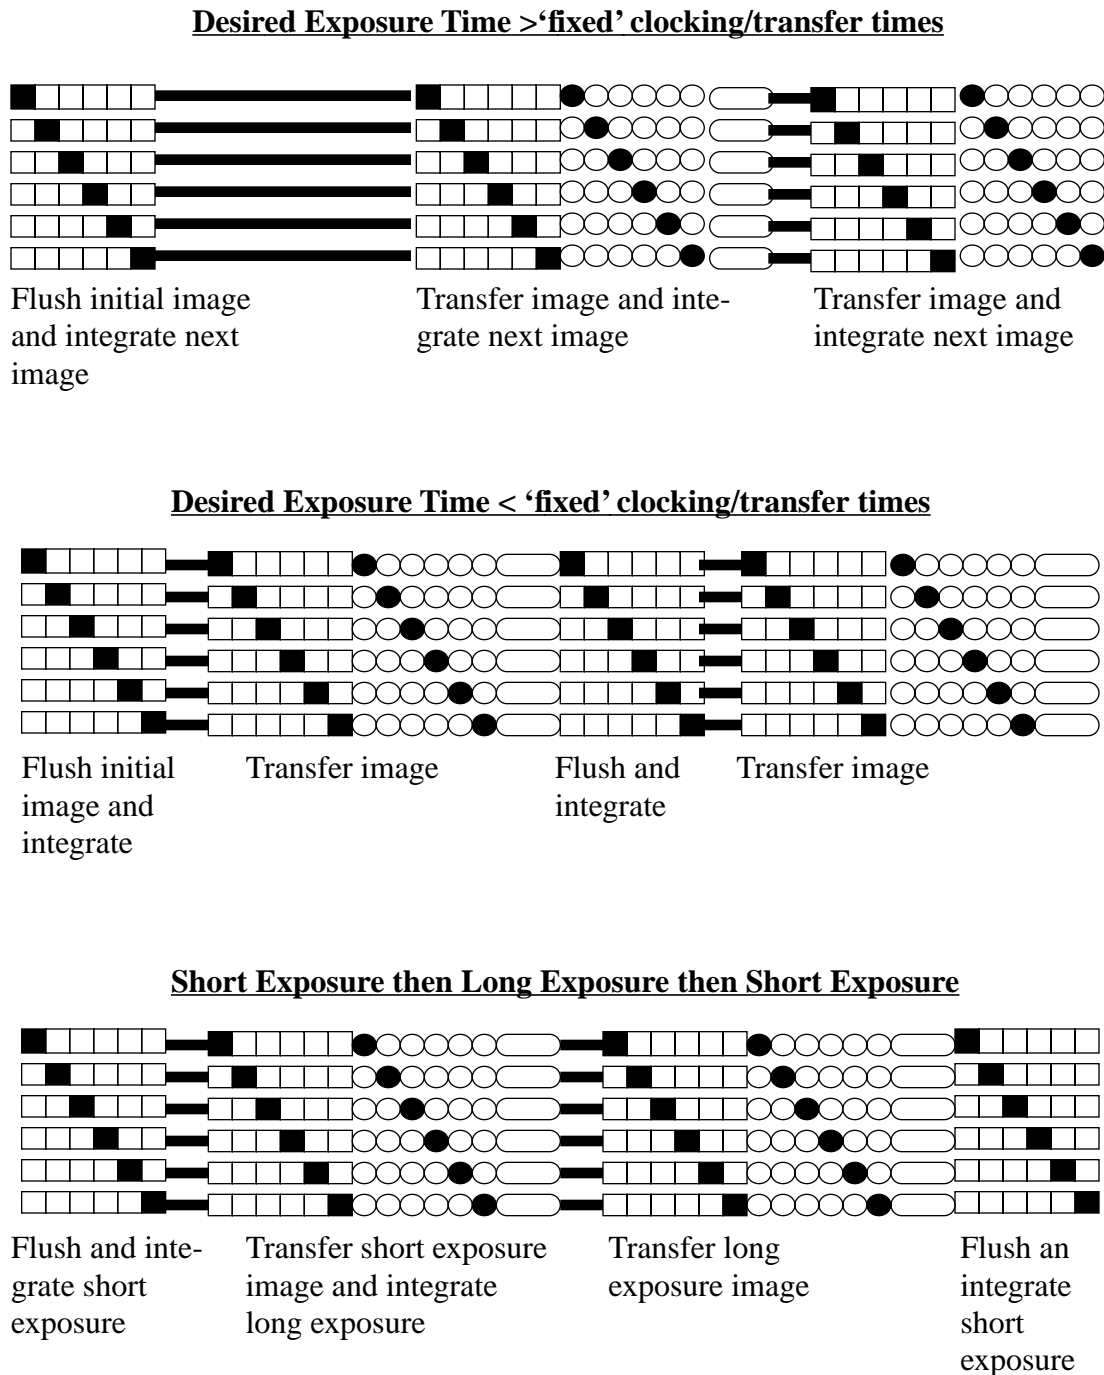 Desired Exposure Time >‘fixed’ clocking/transfer times
Flush initial image
and integrate next
image
Transfer image and inte-
grate next image
Transfer image and
integrate next image
Desired Exposure Time < ‘fixed’ clocking/transfer times
Flush initial
image and
integrate
Transfer image
Flush and
integrate
Transfer image
Short Exposure then Long Exposure then Short Exposure
Flush and inte-
grate short
exposure
Transfer short exposure
image and integrate
long exposure
Transfer long
exposure image
Flush an
integrate
short
exposure